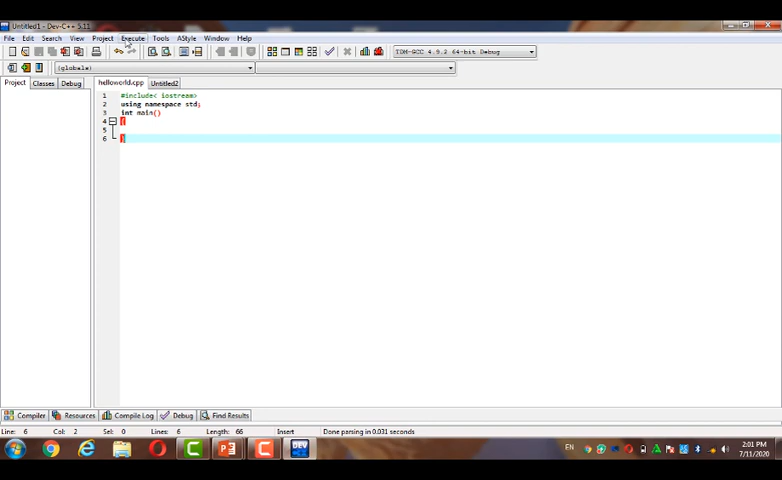 Untitled1 - Dev-C++ 5.11
File Edit Search View Project Execute Tools AStyle Window Help
TDM-GCC 4.9.2 64-bit Debug
(globals)
Project Classes Debug helloworld.cpp Untitled2
1 #include< iostream>
2 using namespace std;
3 int main()
4 {
5
6 }
Compiler Resources Compile Log Debug Find Results
Line: 6 Col: 2 Sel: 0 Lines: 6 Length: 66 Insert Done parsing in 0.031 seconds
DEV
EN 2:01 PM
7/11/2020